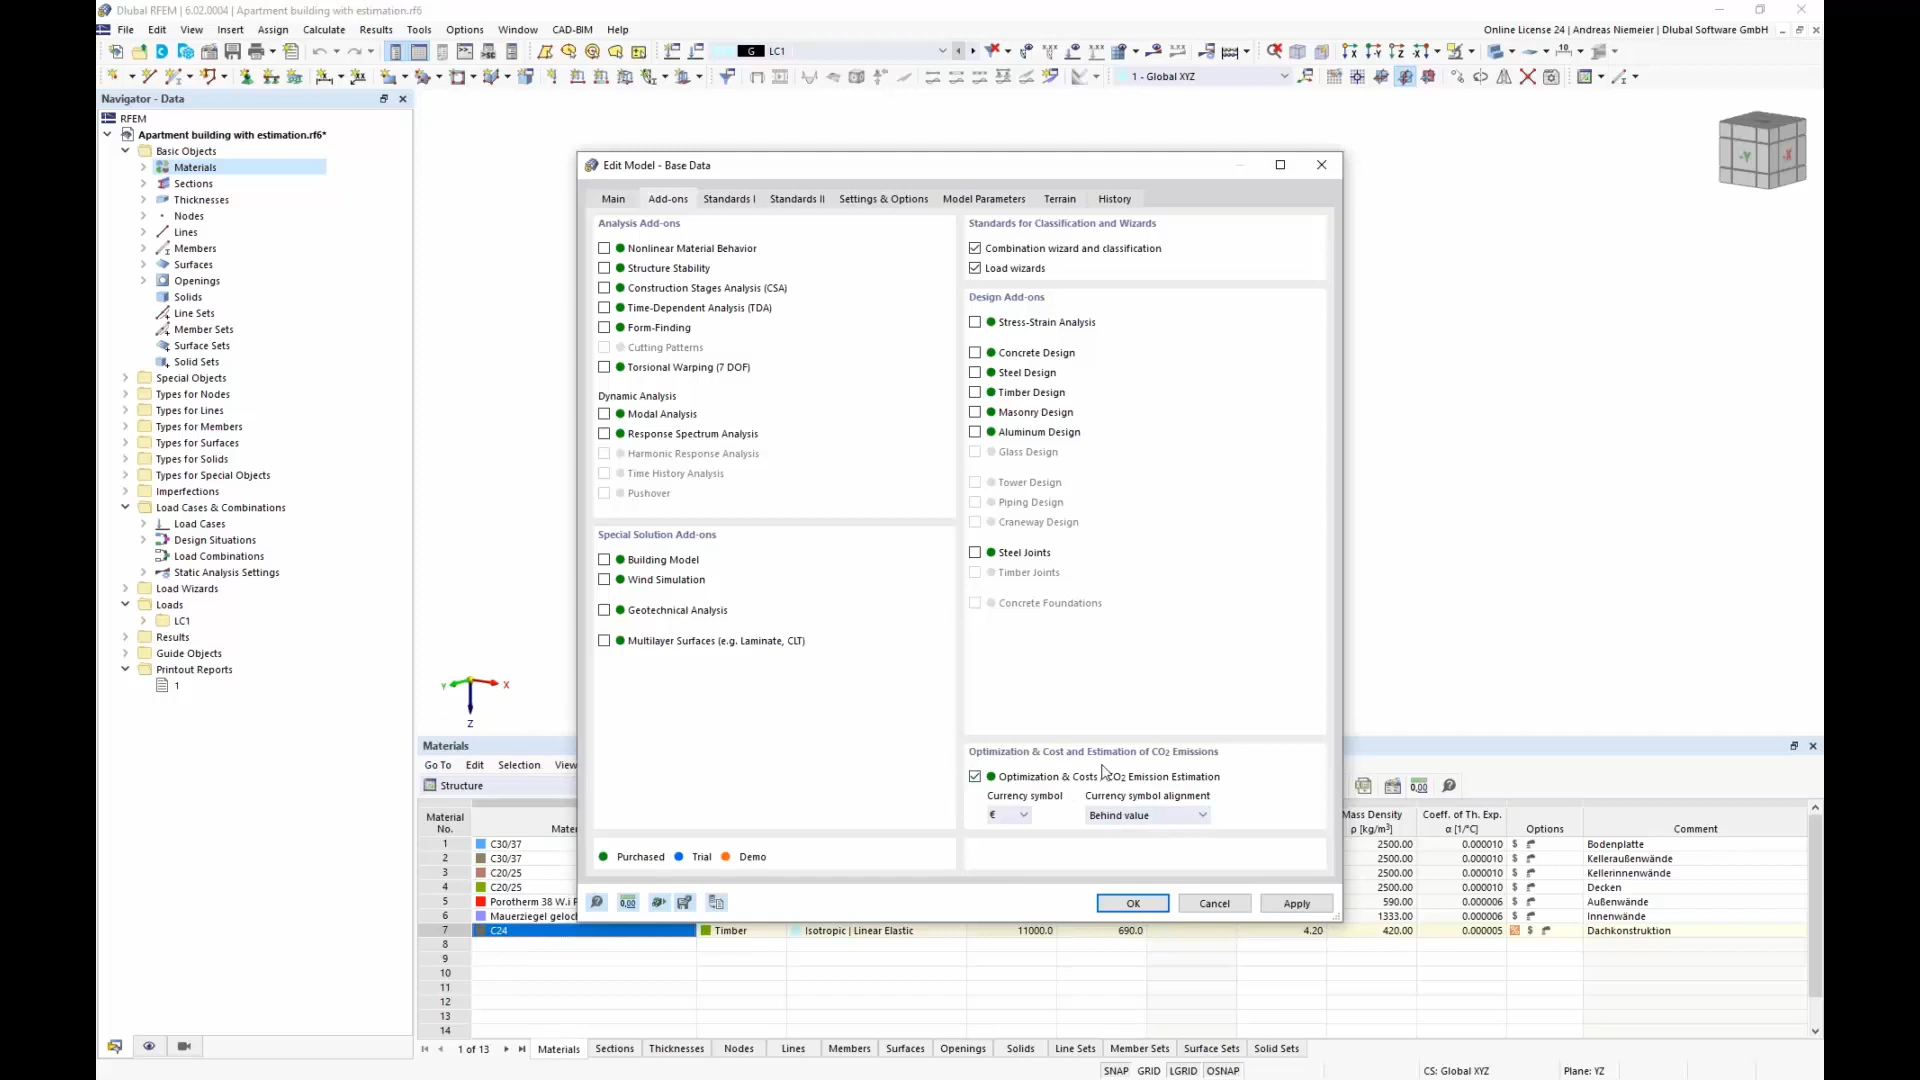 Dlubal RFEM | 6.02.0004 | Apartment building with estimation.rf6*
File Edit View Insert Assign Calculate Results Tools Options Window CAD-BIM Help
Online License 24 | Andreas Niemeier | Dlubal Software GmbH
G LC1
1 - Global XYZ
Navigator - Data
RFEM
Apartment building with estimation.rf6*
Basic Objects
Materials
Sections
Thicknesses
Nodes
Lines
Members
Surfaces
Openings
Solids
Line Sets
Member Sets
Surface Sets
Solid Sets
Special Objects
Types for Nodes
Types for Lines
Types for Members
Types for Surfaces
Types for Solids
Types for Special Objects
Imperfections
Load Cases & Combinations
Load Cases
Design Situations
Load Combinations
Static Analysis Settings
Load Wizards
Loads
LC1
Results
Guide Objects
Printout Reports
1
Y X
Z
-Y -X
Edit Model - Base Data
Main Add-ons Standards I Standards II Settings & Options Model Parameters Terrain History
Analysis Add-ons
Nonlinear Material Behavior
Structure Stability
Construction Stages Analysis (CSA)
Time-Dependent Analysis (TDA)
Form-Finding
Cutting Patterns
Torsional Warping (7 DOF)
Dynamic Analysis
Modal Analysis
Response Spectrum Analysis
Harmonic Response Analysis
Time History Analysis
Pushover
Special Solution Add-ons
Building Model
Wind Simulation
Geotechnical Analysis
Multilayer Surfaces (e.g. Laminate, CLT)
Standards for Classification and Wizards
Combination wizard and classification
Load wizards
Design Add-ons
Stress-Strain Analysis
Concrete Design
Steel Design
Timber Design
Masonry Design
Aluminum Design
Glass Design
Tower Design
Piping Design
Craneway Design
Steel Joints
Timber Joints
Concrete Foundations
Optimization & Cost and Estimation of CO2 Emissions
Optimization & Costs CO2 Emission Estimation
Currency symbol Currency symbol alignment
€ Behind value
Purchased Trial Demo
OK Cancel Apply
Materials
Go To Edit Selection View
Structure
Material No. Mater Mass Density ρ [kg/m³] Coeff. of Th. Exp. α [1/°C] Options Comment
1 C30/37 2500.00 0.000010 $ Bodenplatte
2 C30/37 2500.00 0.000010 $ Kelleraußenwände
3 C20/25 2500.00 0.000010 $ Kellerinnenwände
4 C20/25 2500.00 0.000010 $ Decken
5 Porotherm 38 W.i P 590.00 0.000006 $ Außenwände
6 Mauerziegel geloch 1333.00 0.000006 $ Innenwände
7 C24 Timber Isotropic | Linear Elastic 11000.0 690.0 4.20 420.00 0.000005 $ Dachkonstruktion
8
9
10
11
12
13
14
1 of 13 Materials Sections Thicknesses Nodes Lines Members Surfaces Openings Solids Line Sets Member Sets Surface Sets Solid Sets
SNAP GRID LGRID OSNAP CS: Global XYZ Plane: YZ